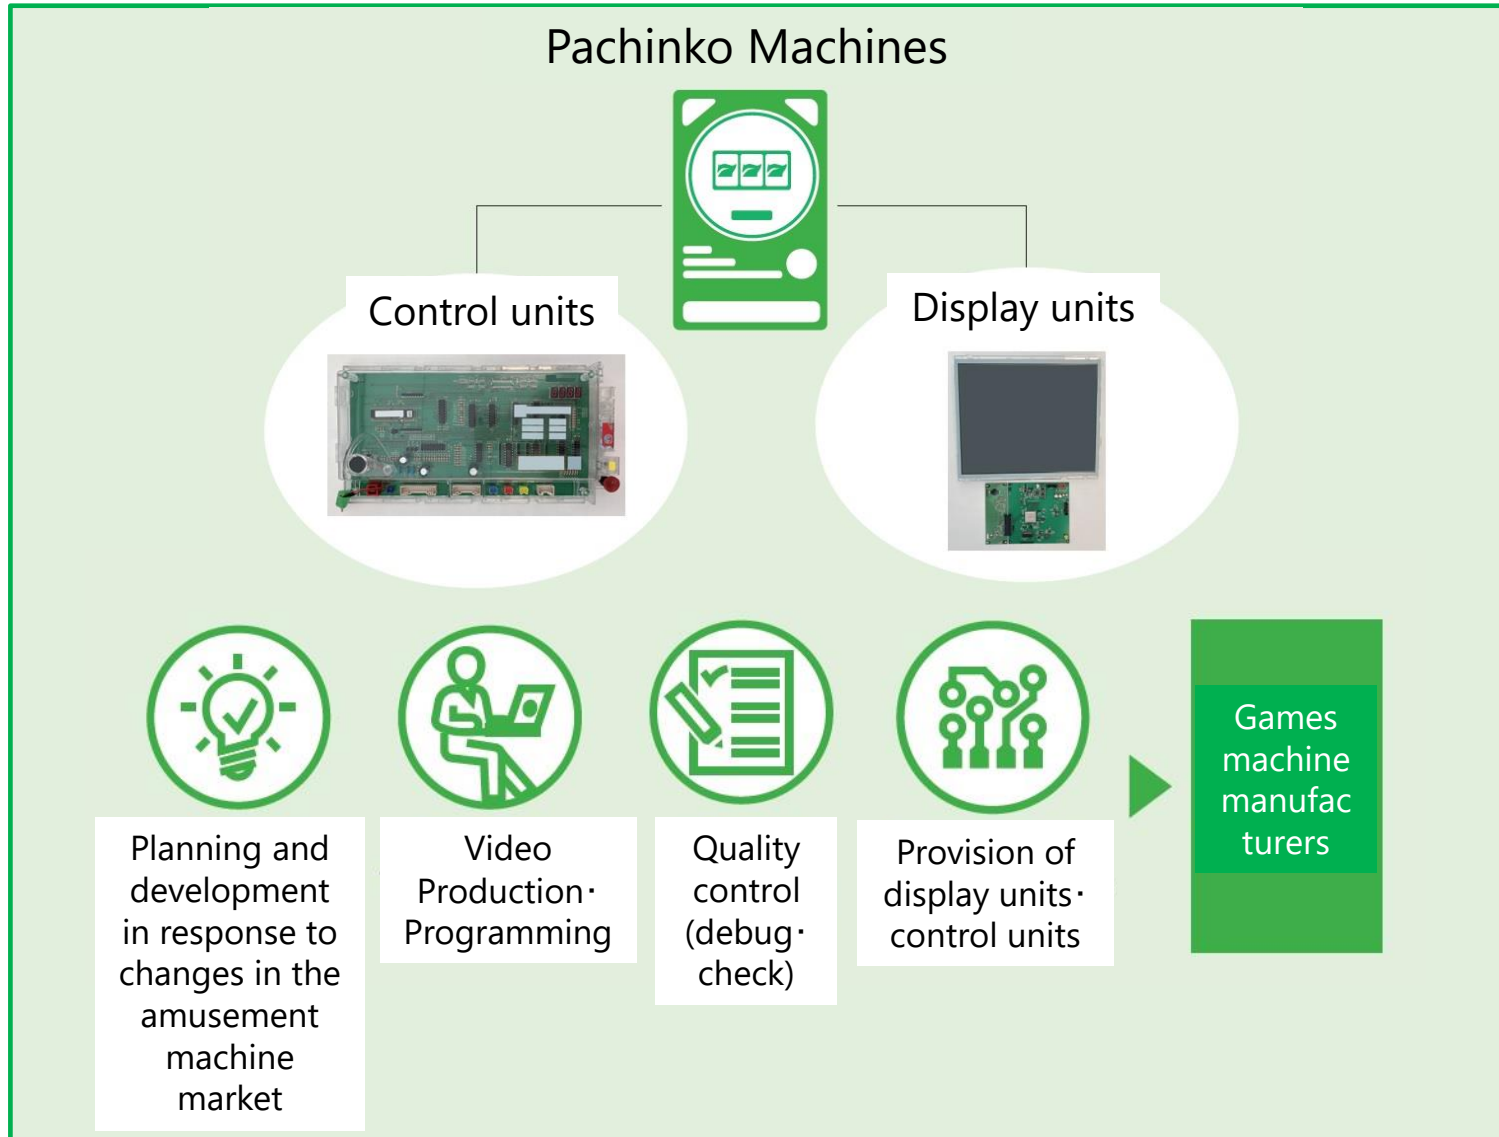 Pachinko Machines
777
Control units
Display units
Planning and
development
in response to
changes in the
amusement
machine
market
Video
Production・
Programming
Quality
control
(debug・
check)
Provision of
display units・
control units
Games
machine
manufac
turers